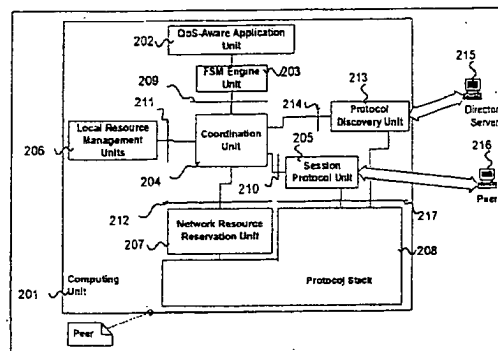 QoS-Aware Application
Unit
202
215
FSM Engine
Unit
203
213
209
214
Protocol
Discovery Unit
211
Director
Server
205
Local Resource
Management
Units
Coordination
Unit
216
206
Session
Protocol Unit
204
210
Peer
212
217
207
Network Resource
Reservation Unit
208
Computing
Unit
Protocol Stack
201
Peer